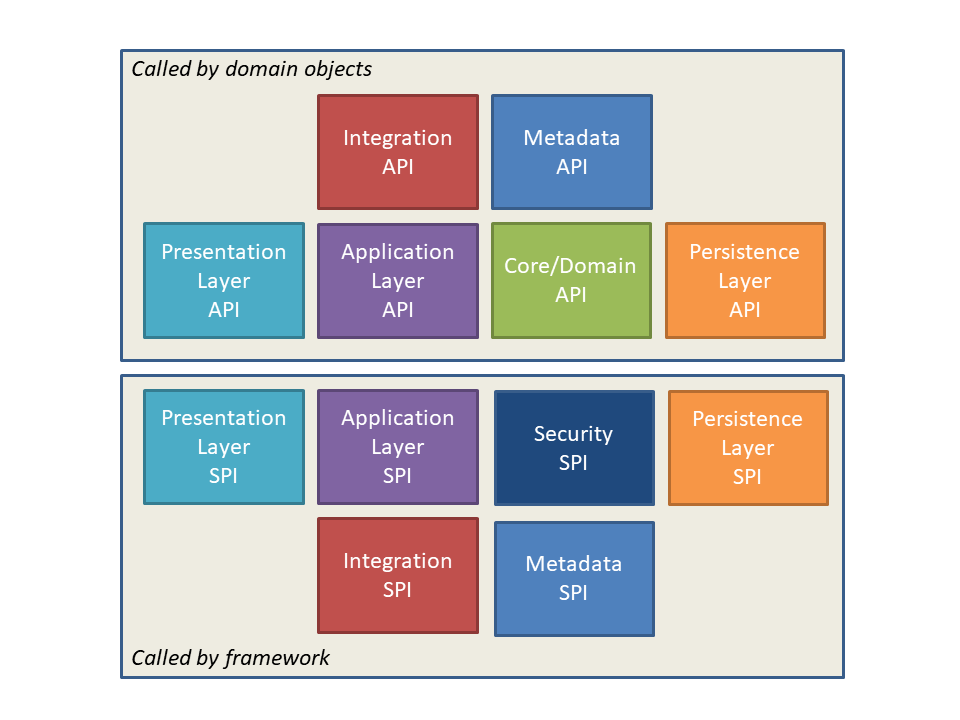 Called by domain objects
Integration
API
Metadata
API
Presentation
Layer
API
Application
Layer
API
Core/Domain
API
Persistence
Layer
API
Presentation
Layer
SPI
Application
Layer
SPI
Security
SPI
Persistence
Layer
SPI
Integration
SPI
Metadata
SPI
Called by framework